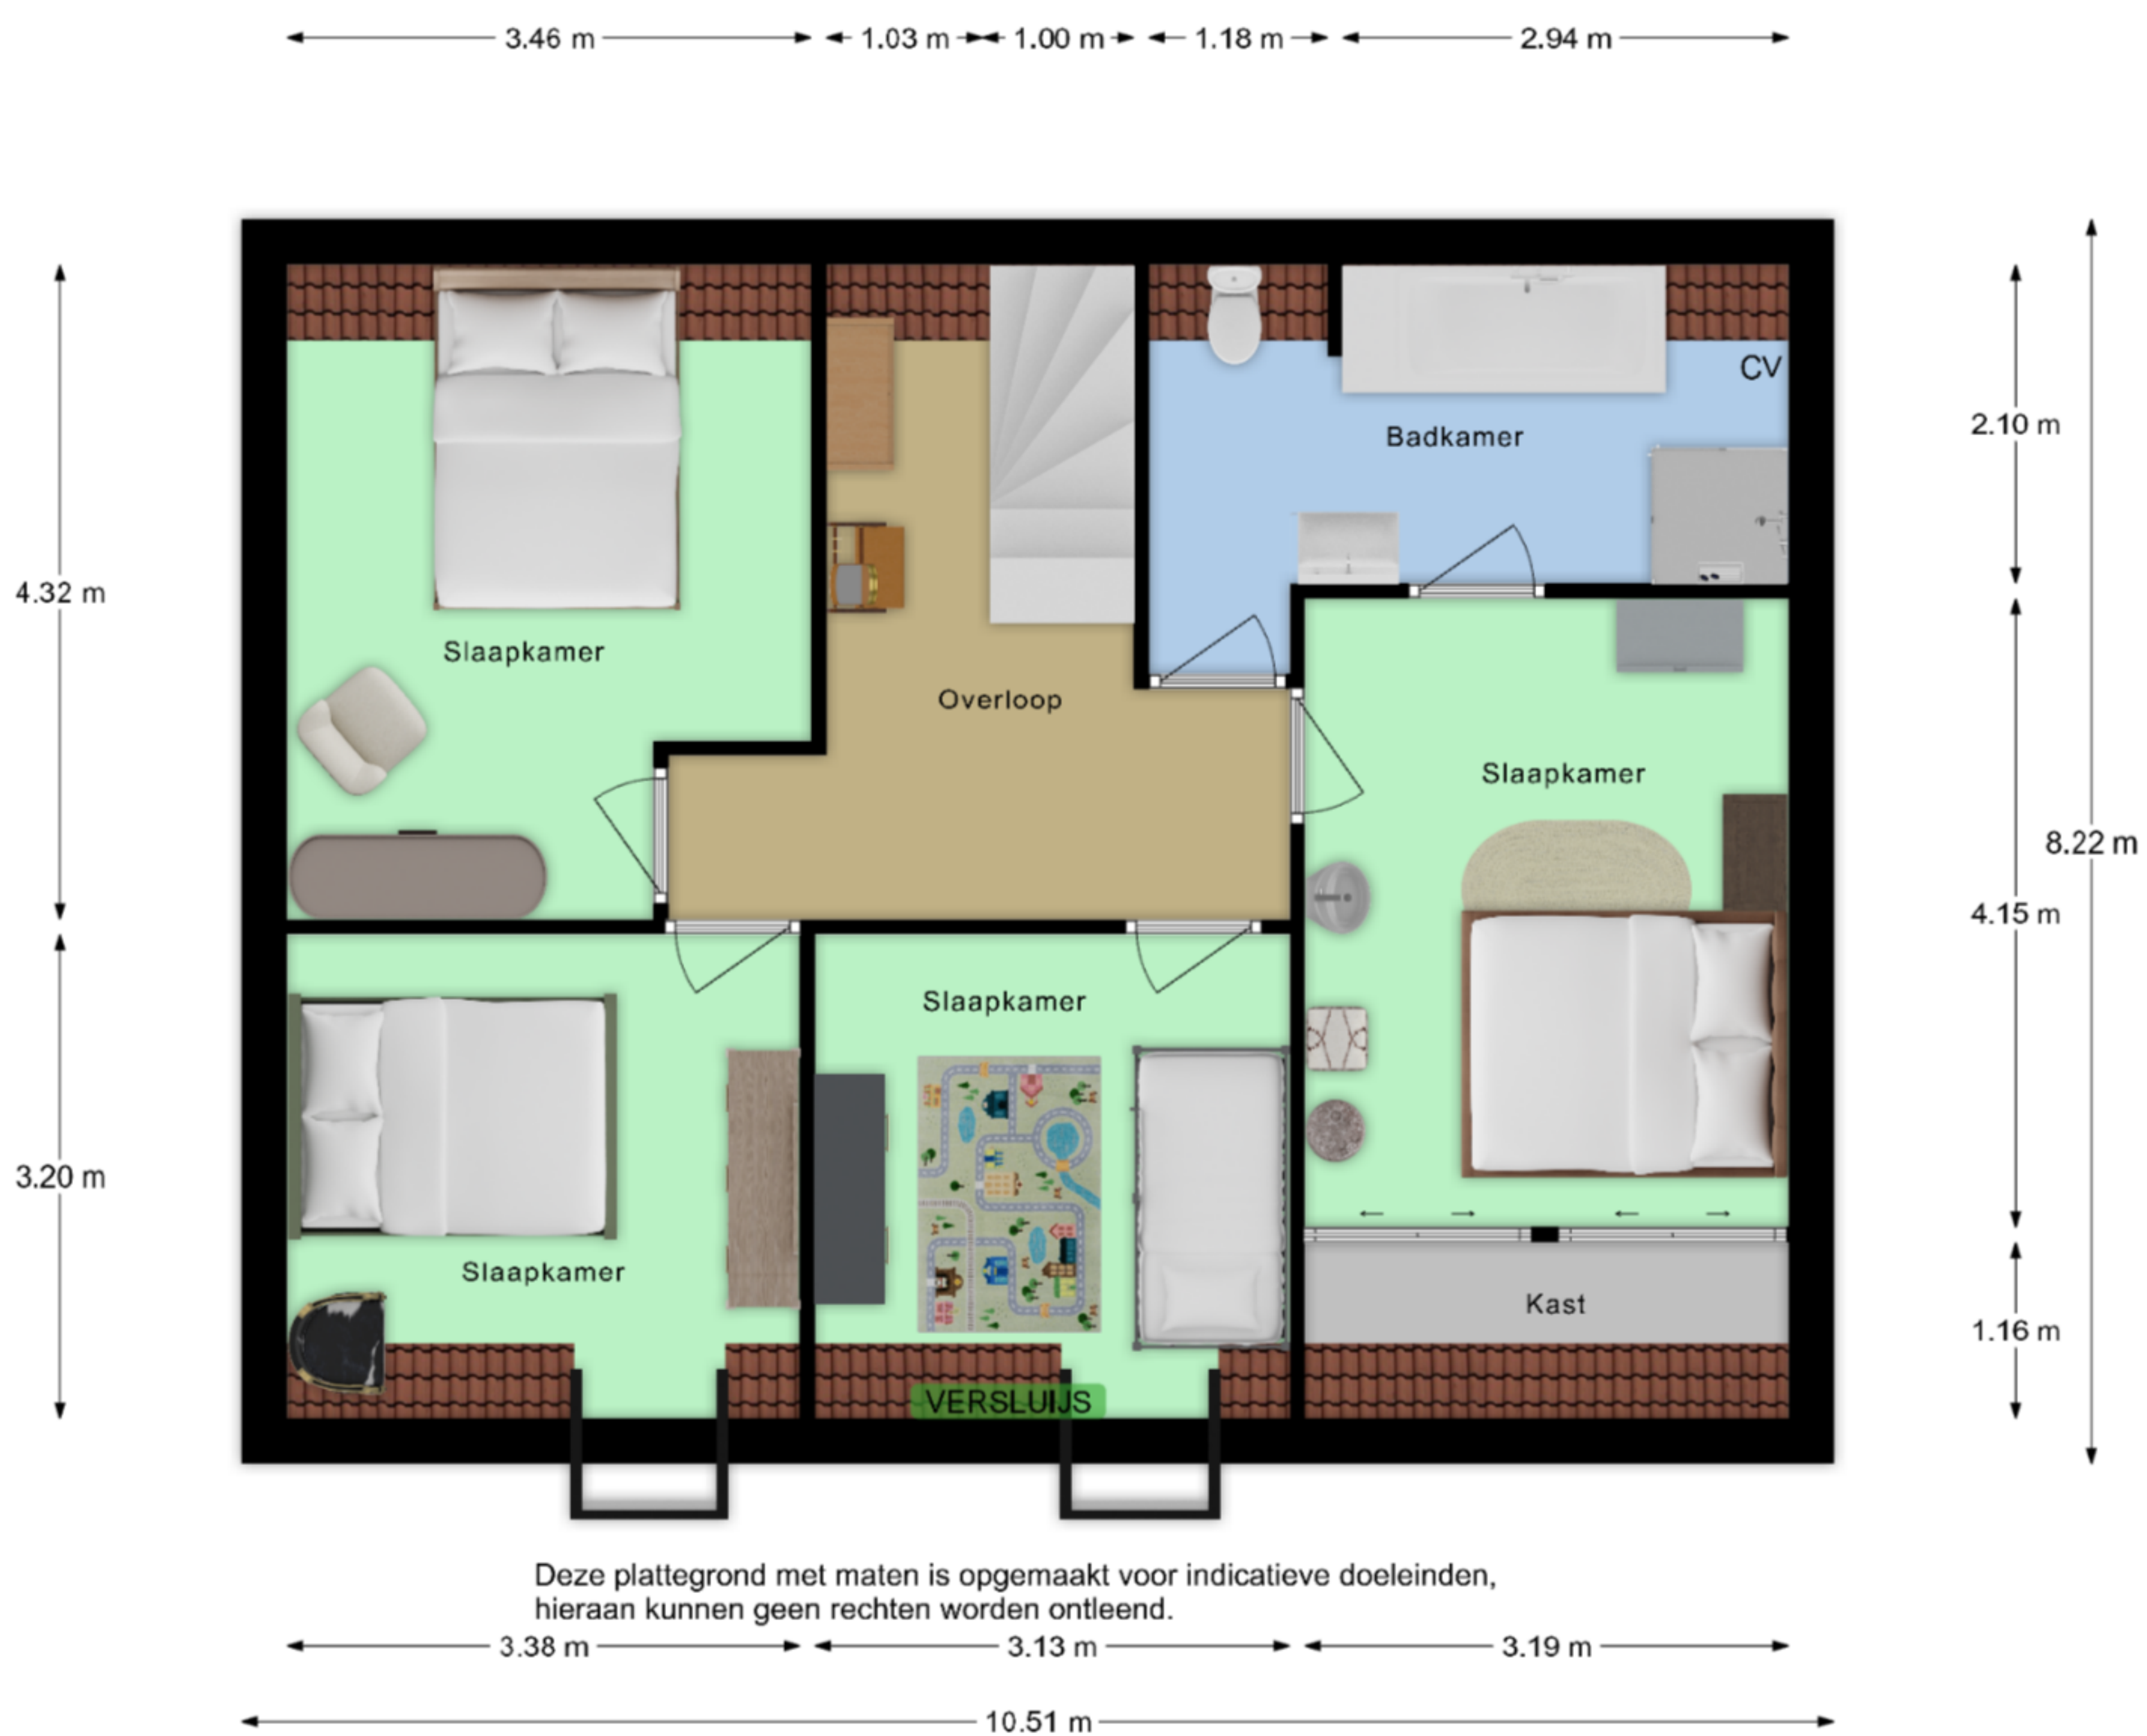 3.46 m
1.03 m
1.00 m
1.18 m
2.94 m
CV
2.10 m
Badkamer
4.32 m
Slaapkamer
Overloop
Slaapkamer
8.22 m
4.15 m
Slaapkamer
3.20 m
Slaapkamer
Kast
1.16 m
VERSLUIJS
Deze plattegrond met maten is opgemaakt voor indicatieve doeleinden,
hieraan kunnen geen rechten worden ontleend.
3.38 m
3.13 m
3.19 m
10.51 m